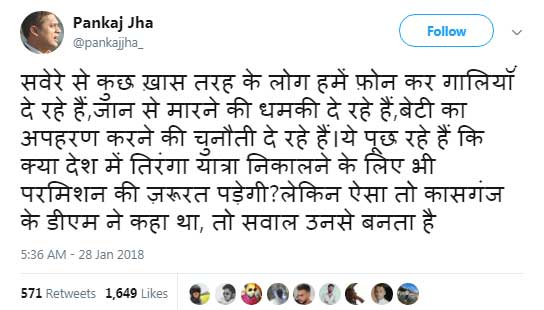 Pankaj Jha
@pankajjha_
Follow
सवेरे से कुछ ख़ास तरह के लोग हमें फ़ोन कर गालियाँ
दे रहे हैं,जान से मारने की धमकी दे रहे हैं,बेटी का
अपहरण करने की चुनौती दे रहे हैं।ये पूछ रहे हैं कि
क्या देश में तिरंगा यात्रा निकालने के लिए भी
परमिशन की ज़रूरत पड़ेगी?लेकिन ऐसा तो कासगंज
के डीएम ने कहा था, तो सवाल उनसे बनता है
5:36 AM - 28 Jan 2018
571 Retweets 1,649 Likes